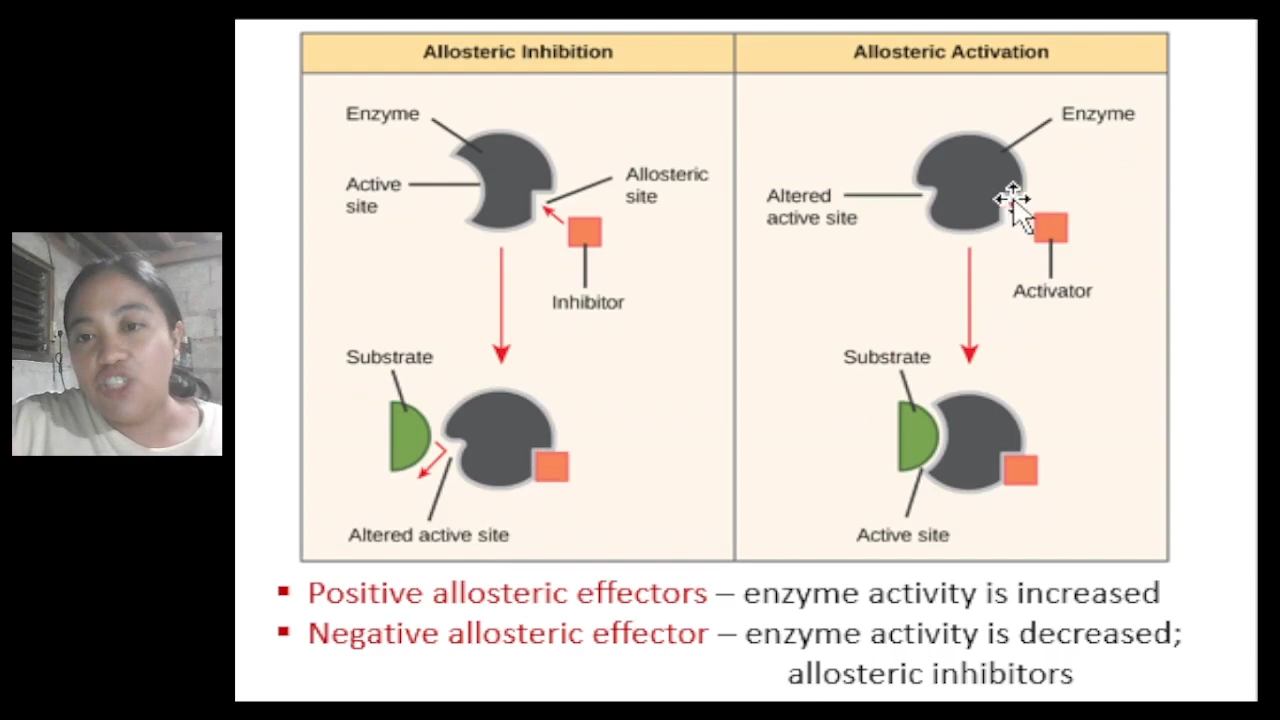 Allosteric Inhibition
Enzyme
Active
site
Allosteric
site
Inhibitor
Substrate
Altered active site
Allosteric Activation
Enzyme
Altered
active site
Activator
Substrate
Active site
Positive allosteric effectors – enzyme activity is increased
Negative allosteric effector – enzyme activity is decreased;
allosteric inhibitors